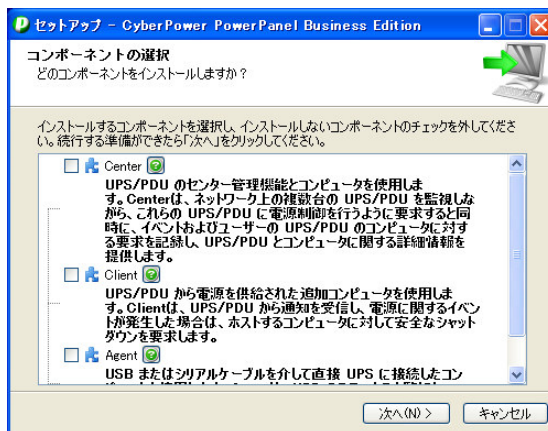 セットアップ - CyberPower PowerPanel Business Edition
コンポーネントの選択
どのコンポーネントをインストールしますか？
インストールするコンポーネントを選択し、インストールしないコンポーネントのチェックを外してくださ
い。続行する準備ができたら「次へ」をクリックしてください。
Center
UPS/PDU のセンター管理機能とコンピュータを使用しま
す。Centerは、ネットワーク上の複数台の UPS/PDU を監視しな
がら、これらの UPS/PDU に電源制御を行うように要求すると同
時に、イベントおよびユーザーの UPS/PDU のコンピュータに対す
る要求を記録し、UPS/PDU とコンピュータに関する詳細情報を
提供します。
Client
UPS/PDU から電源を供給された追加コンピュータを使用しま
す。Clientは、UPS/PDU から通知を受信し、電源に関するイベン
トが発生した場合は、ホストするコンピュータに対して安全なシャット
ダウンを要求します。
Agent
USB またはシリアルケーブルを介して直接 UPS に接続したコン
次へ(N) >
キャンセル